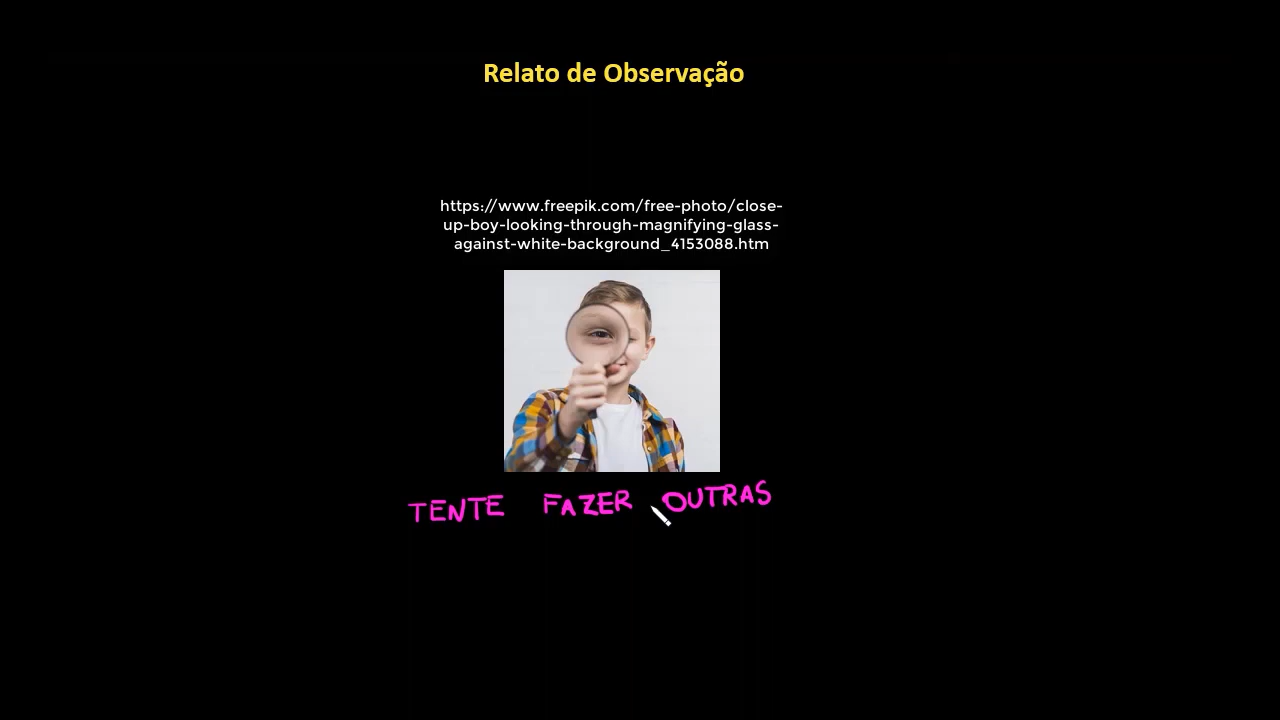 Relato de Observação
https://www.freepik.com/free-photo/close-
up-boy-looking-through-magnifying-glass-
against-white-background_4153088.htm
TENTE FAZER OUTRAS